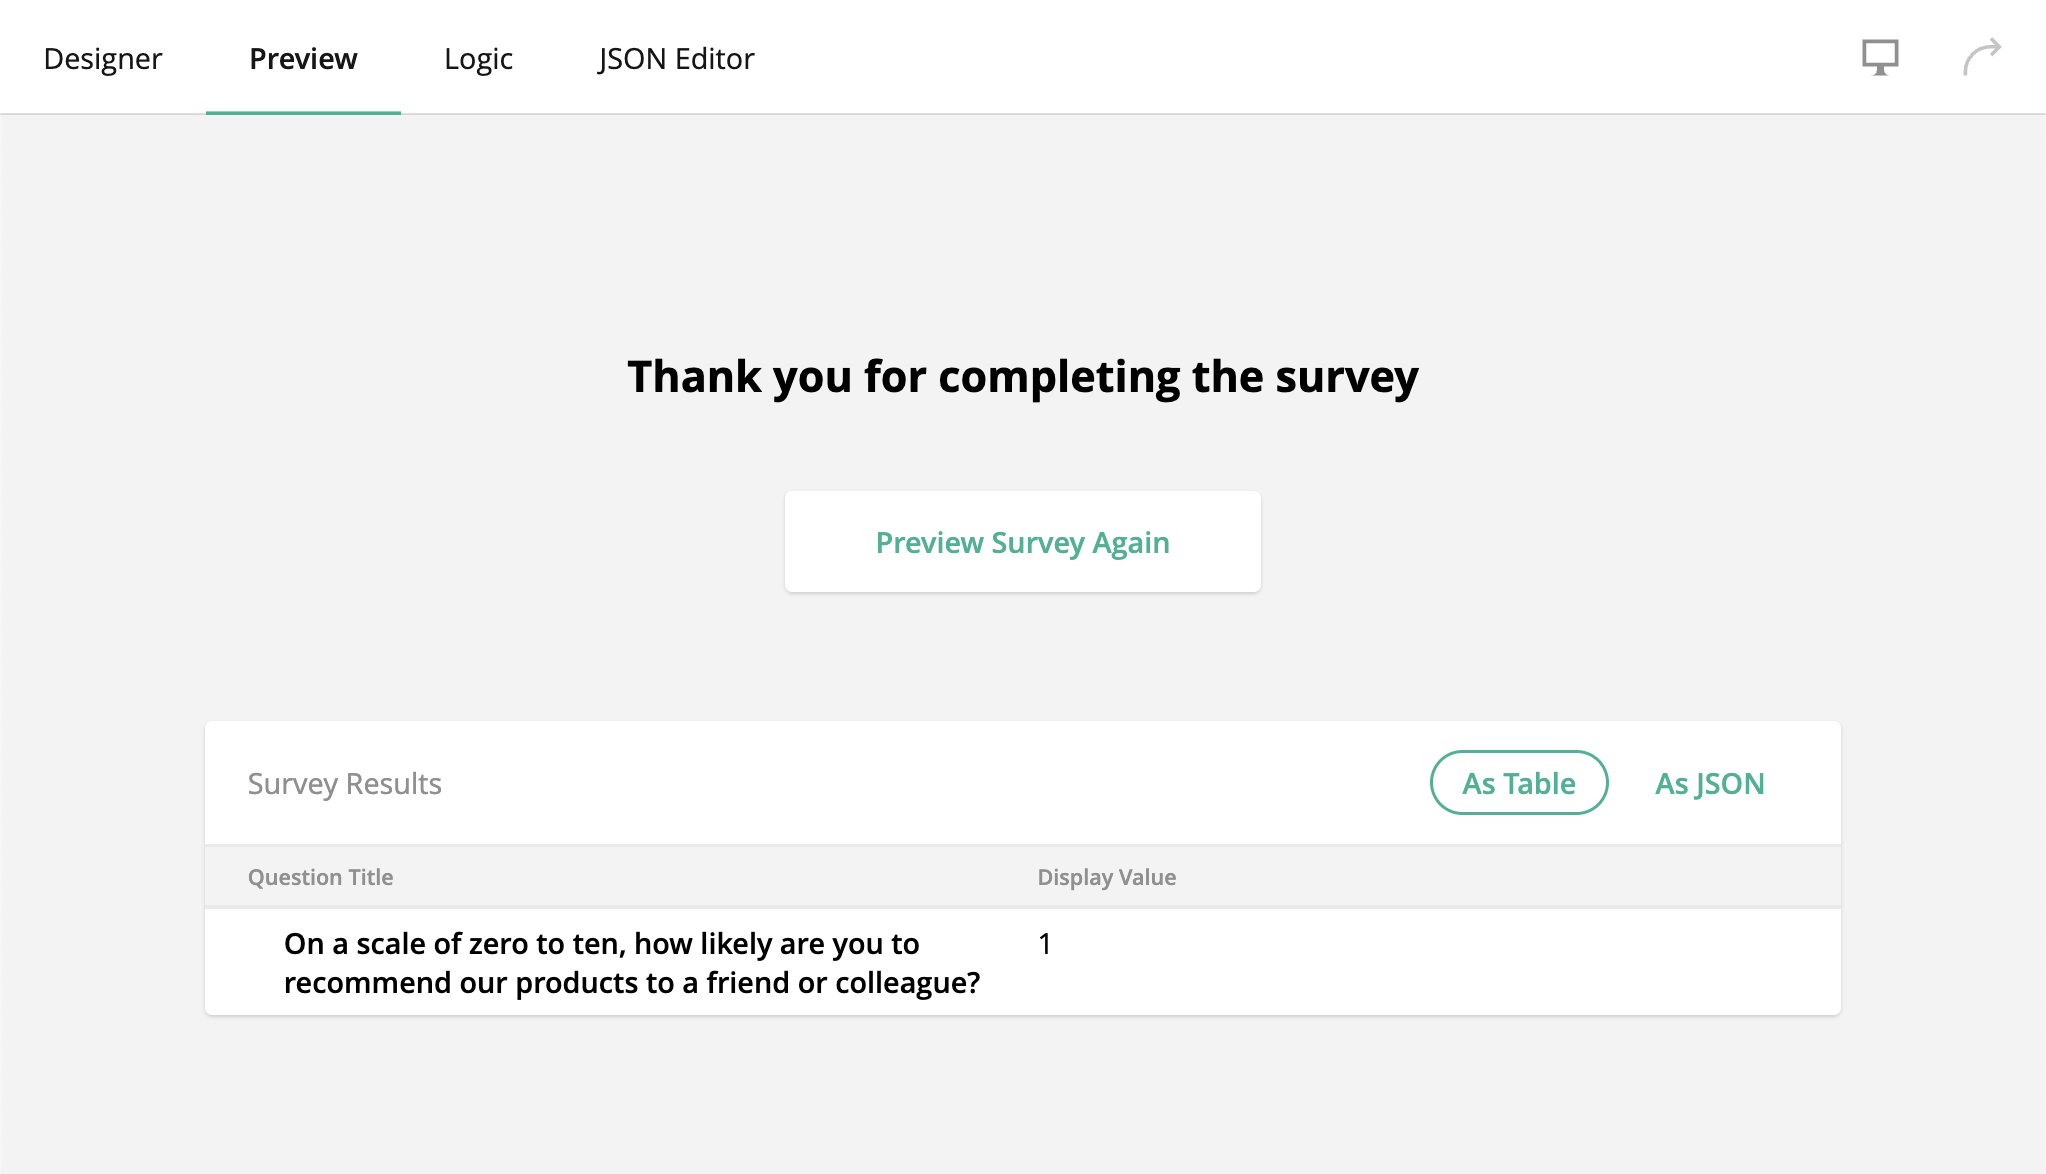 Designer
Preview
Logic
JSON Editor
Thank you for completing the survey
Preview Survey Again
Survey Results
As Table
As JSON
Question Title
Display Value
On a scale of zero to ten, how likely are you to
recommend our products to a friend or colleague?
1